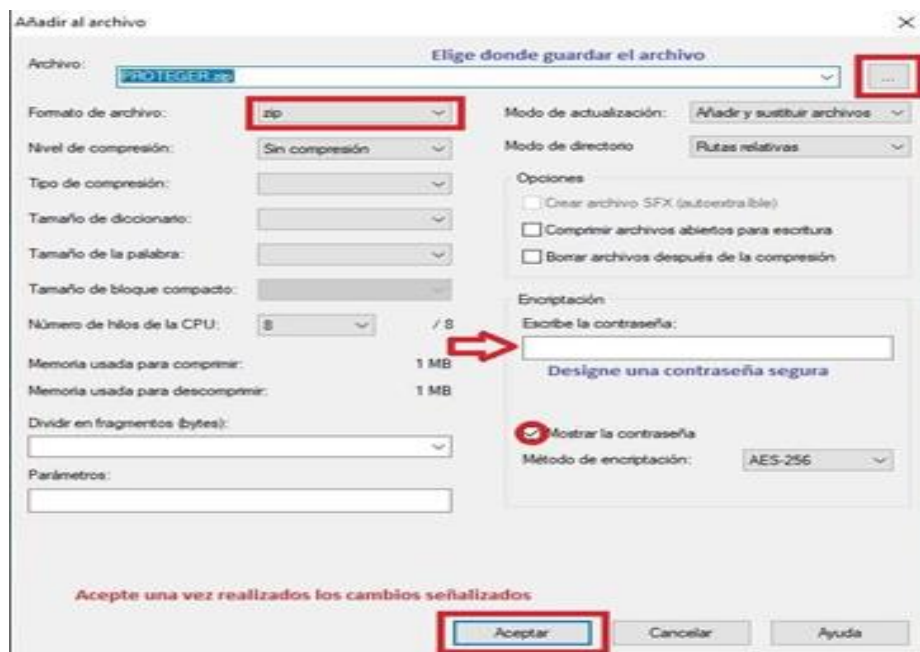 Añadir al archivo
Elige donde guardar el archivo
Archivo:
PROTEGER.zip
...
Formato de archivo:
zip
Modo de actualización:
Añadir y sustituir archivos
Nivel de compresión:
Sin compresión
Modo de directorio
Rutas relativas
Tipo de compresión:
Opciones
Crear archivo SFX (autoextraíble)
Tamaño de diccionario:
Comprimir archivos abiertos para escritura
Tamaño de la palabra:
Borrar archivos después de la compresión
Tamaño de bloque compacto:
Encriptación
Número de hilos de la CPU:
8
/ 8
Escribe la contraseña:
Memoria usada para comprimir:
1 MB
Designe una contraseña segura
Memoria usada para descomprimir:
1 MB
Dividir en fragmentos (bytes):
Mostrar la contraseña
Método de encriptación:
AES-256
Parámetros:
Acepte una vez realizados los cambios señalizados
Aceptar
Cancelar
Ayuda